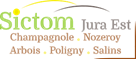 Sictom Jura Est
Champagnole . Nozeroy
Arbois . Poligny . Salins